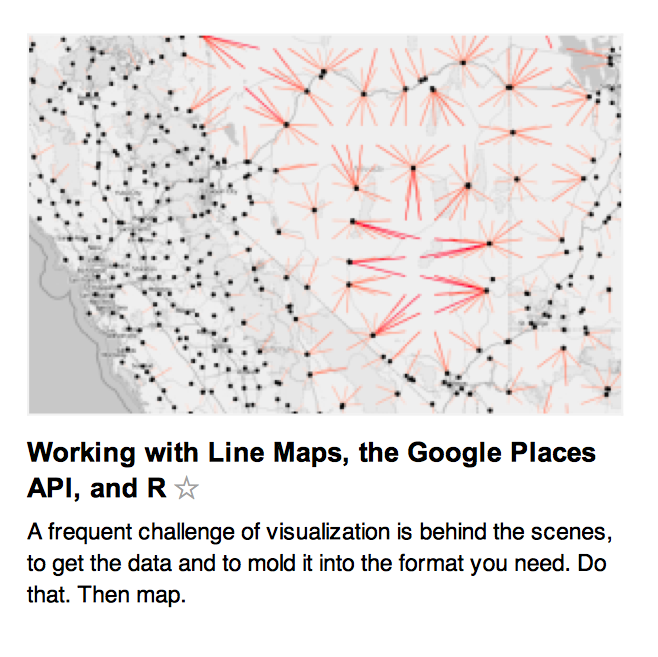 Working with Line Maps, the Google Places
API, and R ☆
A frequent challenge of visualization is behind the scenes,
to get the data and to mold it into the format you need. Do
that. Then map.